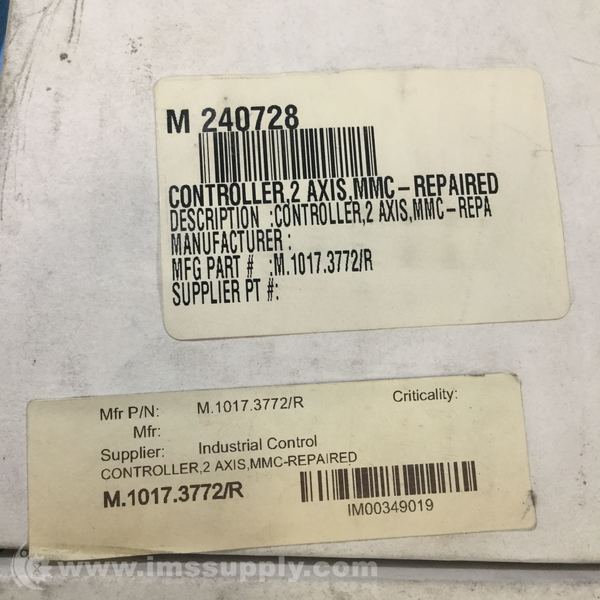 M 240728
CONTROLLER,2 AXIS,MMC-REPAIRED
DESCRIPTION :CONTROLLER,2 AXIS,MMC-REPA
MANUFACTURER :
MFG PART # :M.1017.3772/R
SUPPLIER PT #:
Mfr P/N: M.1017.3772/R Criticality:
Mfr:
Supplier: Industrial Control
CONTROLLER,2 AXIS,MMC-REPAIRED
M.1017.3772/R
IM00349019
www.imssupply.com